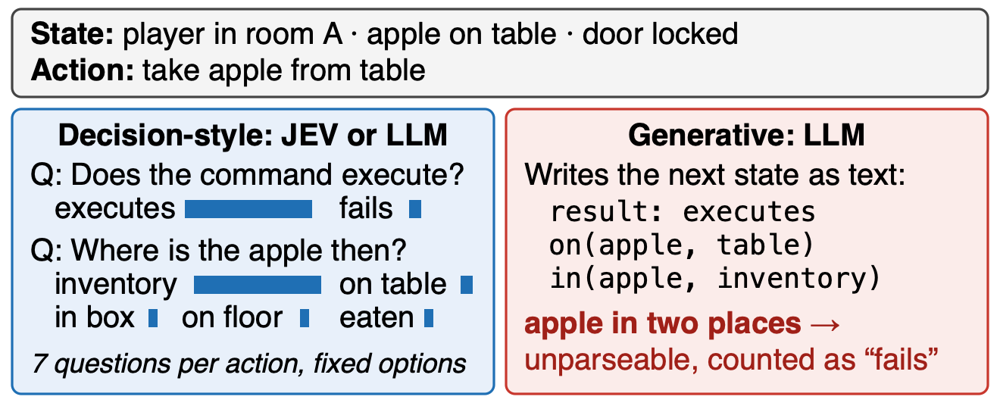 State: player in room A · apple on table · door locked
Action: take apple from table
Decision-style: JEV or LLM
Q: Does the command execute?
executes fails
Q: Where is the apple then?
inventory on table
in box on floor eaten
7 questions per action, fixed options
Generative: LLM
Writes the next state as text:
result: executes
on(apple, table)
in(apple, inventory)
apple in two places →
unparseable, counted as “fails”